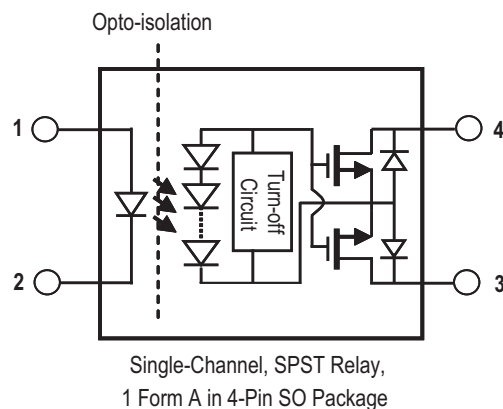 Opto-isolation
1
4
Turn-off
Circuit
2
3
Single-Channel, SPST Relay,
1 Form A in 4-Pin SO Package